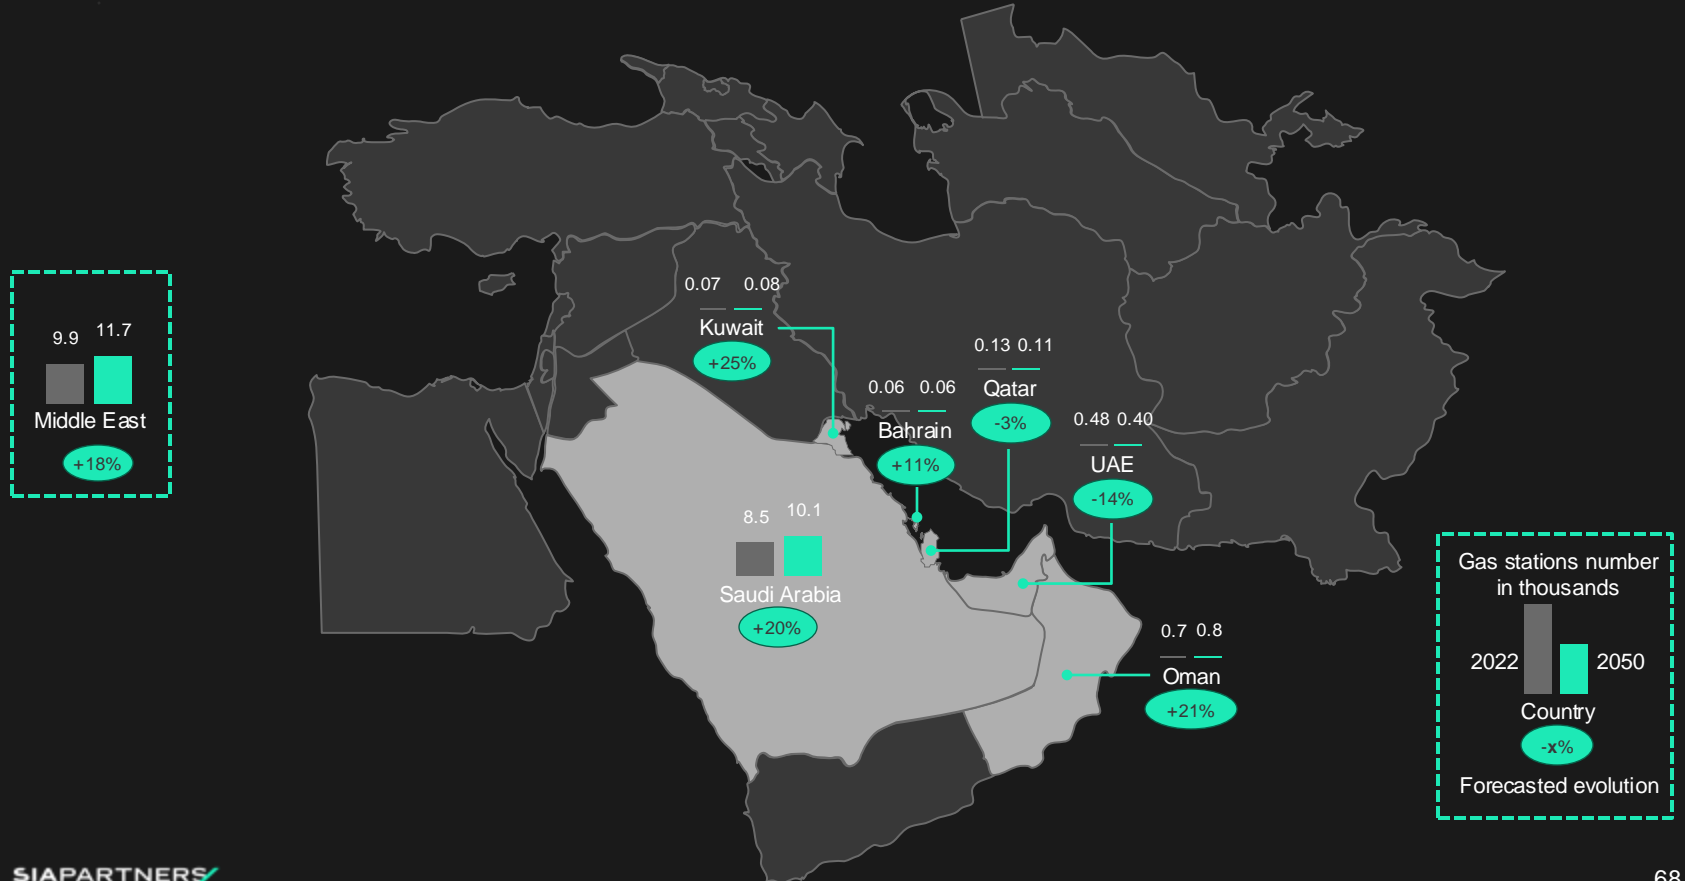 9.9 11.7
Middle East
+18%
0.07 0.08
Kuwait
+25%
0.06 0.06
Bahrain
+11%
0.13 0.11
Qatar
-3%
0.48 0.40
UAE
-14%
8.5 10.1
Saudi Arabia
+20%
0.7 0.8
Oman
+21%
Gas stations number
in thousands
2022 2050
Country
-x%
Forecasted evolution
SIAPARTNERS
68